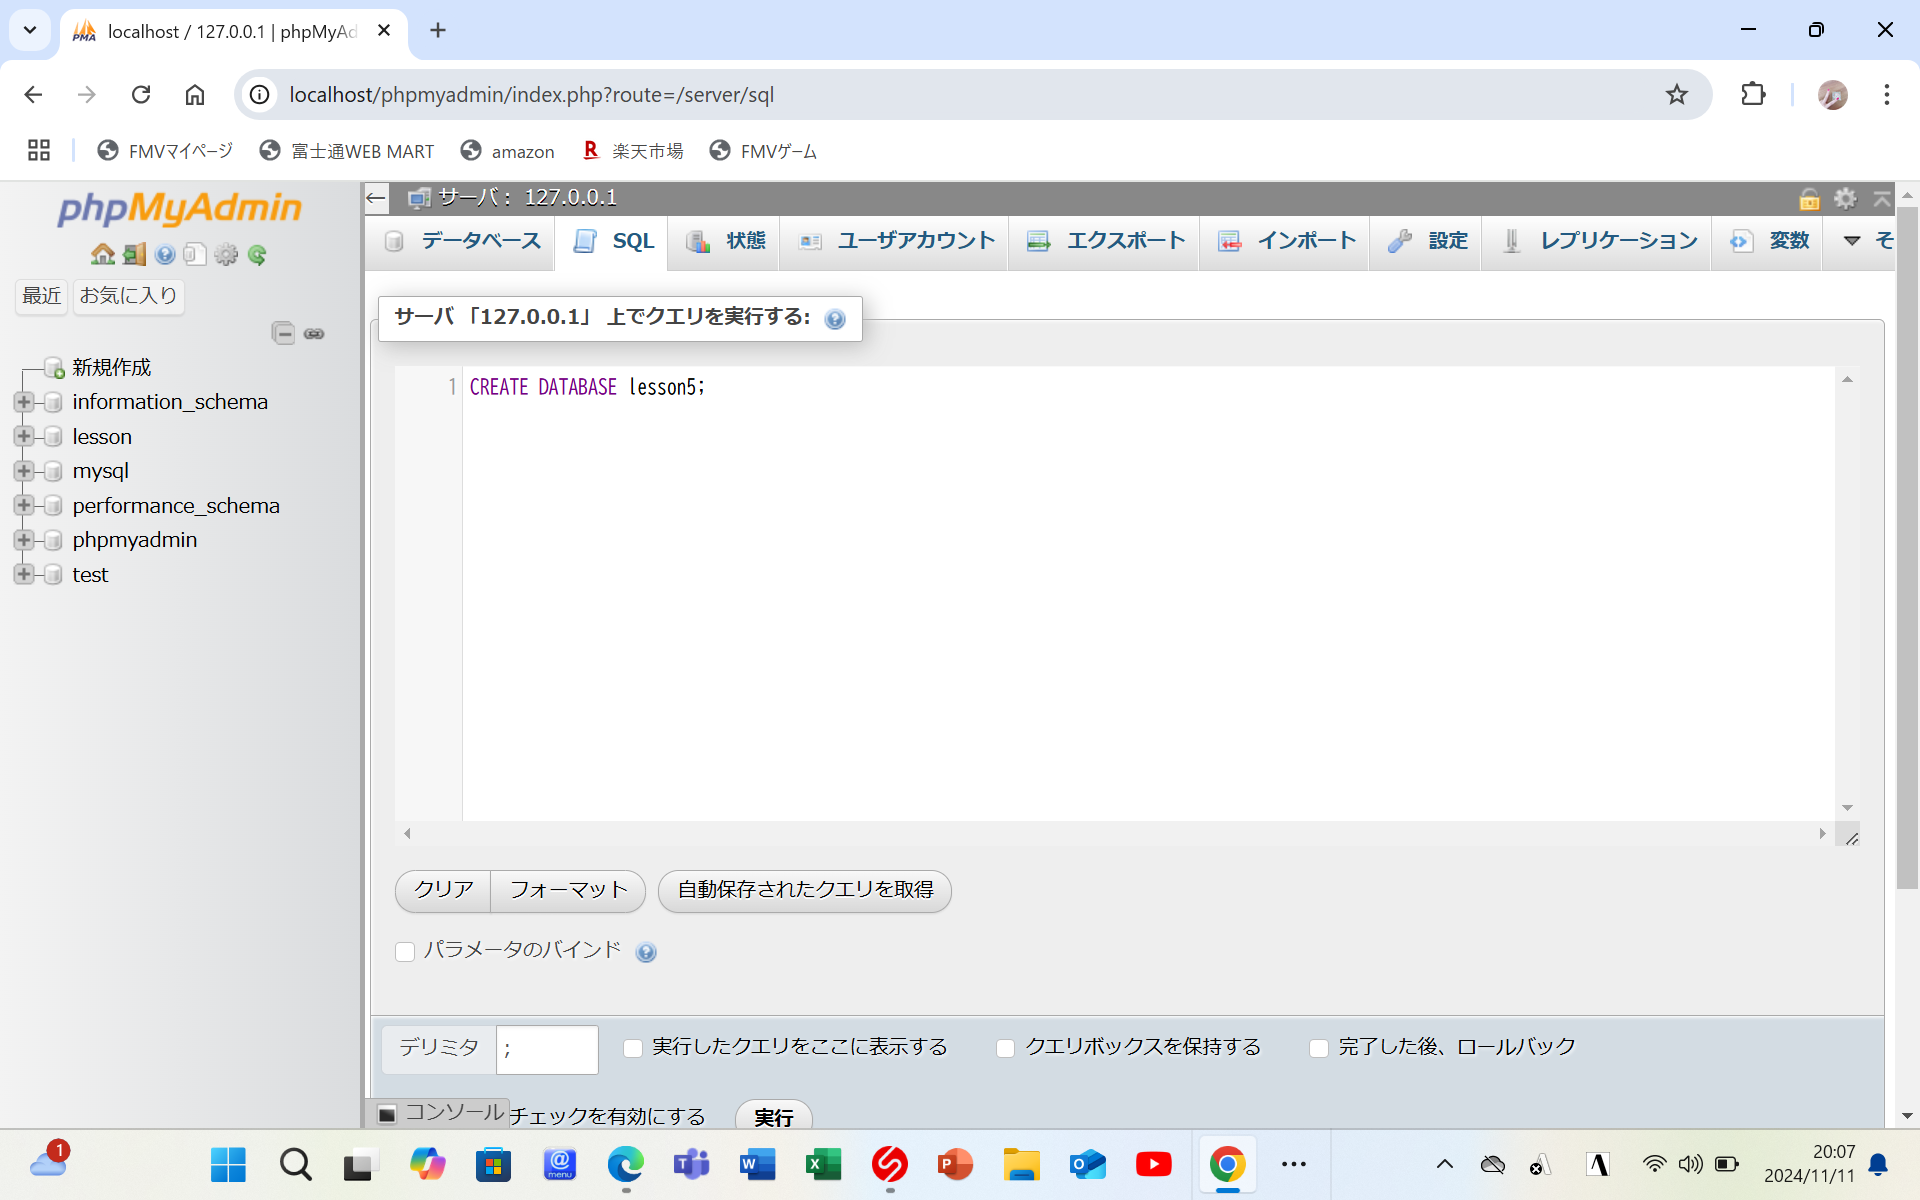 localhost / 127.0.0.1 | phpMyAd
localhost/phpmyadmin/index.php?route=/server/sql
FMVマイページ 富士通WEB MART amazon 楽天市場 FMVゲーム
phpMyAdmin
最近 お気に入り
新規作成
information_schema
lesson
mysql
performance_schema
phpmyadmin
test
サーバ： 127.0.0.1
データベース SQL 状態 ユーザアカウント エクスポート インポート 設定 レプリケーション 変数 そ
サーバ 「127.0.0.1」 上でクエリを実行する:
1 CREATE DATABASE lesson5;
クリア フォーマット 自動保存されたクエリを取得
パラメータのバインド
デリミタ ; 実行したクエリをここに表示する クエリボックスを保持する 完了した後、ロールバック
コンソール チェックを有効にする 実行
1
menu
20:07
2024/11/11